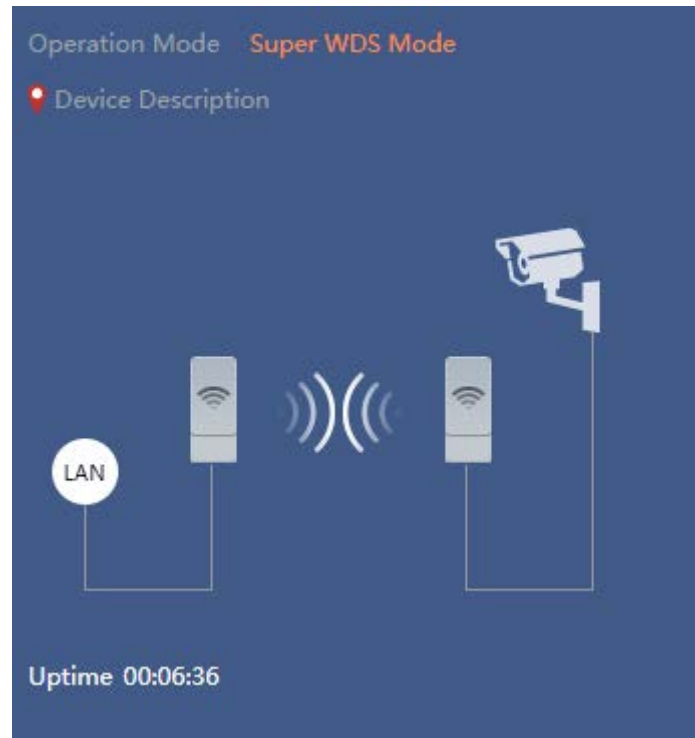 Operation Mode Super WDS Mode
Device Description
LAN
Uptime 00:06:36